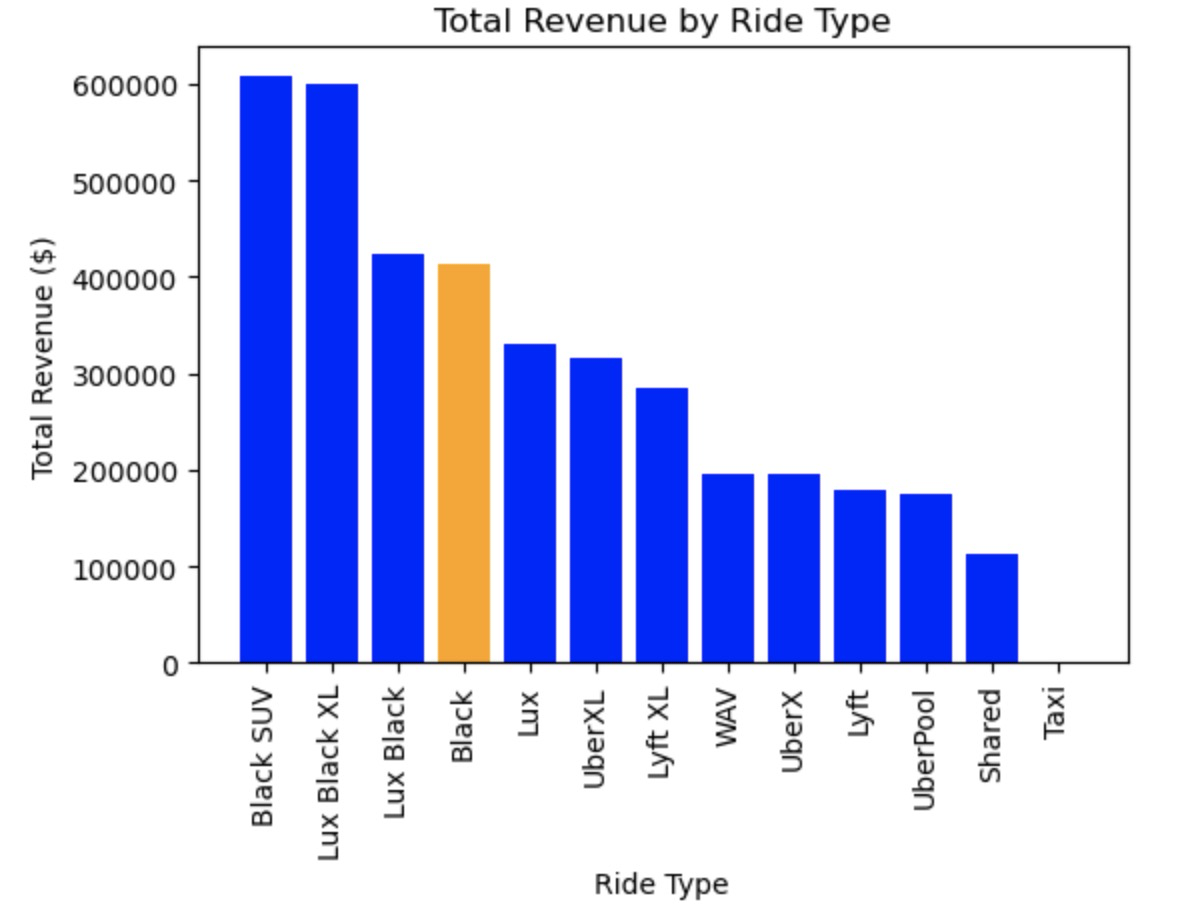 Total Revenue by Ride Type
Total Revenue ($)
600000
500000
400000
300000
200000
100000
0
Black SUV
Lux Black XL
Lux Black
Black
Lux
UberXL
Lyft XL
WAV
UberX
Lyft
UberPool
Shared
Taxi
Ride Type